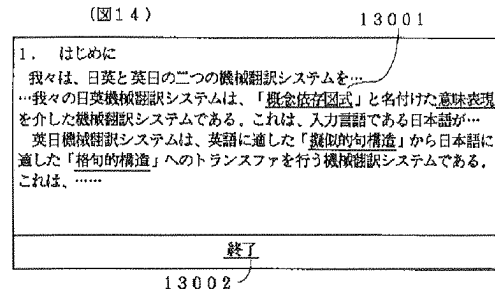 (図14)
13001
1. はじめに
我々は、日英と英日の二つの機械翻訳システムを…
…我々の日英機械翻訳システムは、「概念依存図式」と名付けた意味表現
を介した機械翻訳システムである。これは、入力言語である日本語が…
英日機械翻訳システムは、英語に適した「擬似的句構造」から日本語に
適した「格句的構造」へのトランスファを行う機械翻訳システムである。
これは、……
終了
13002